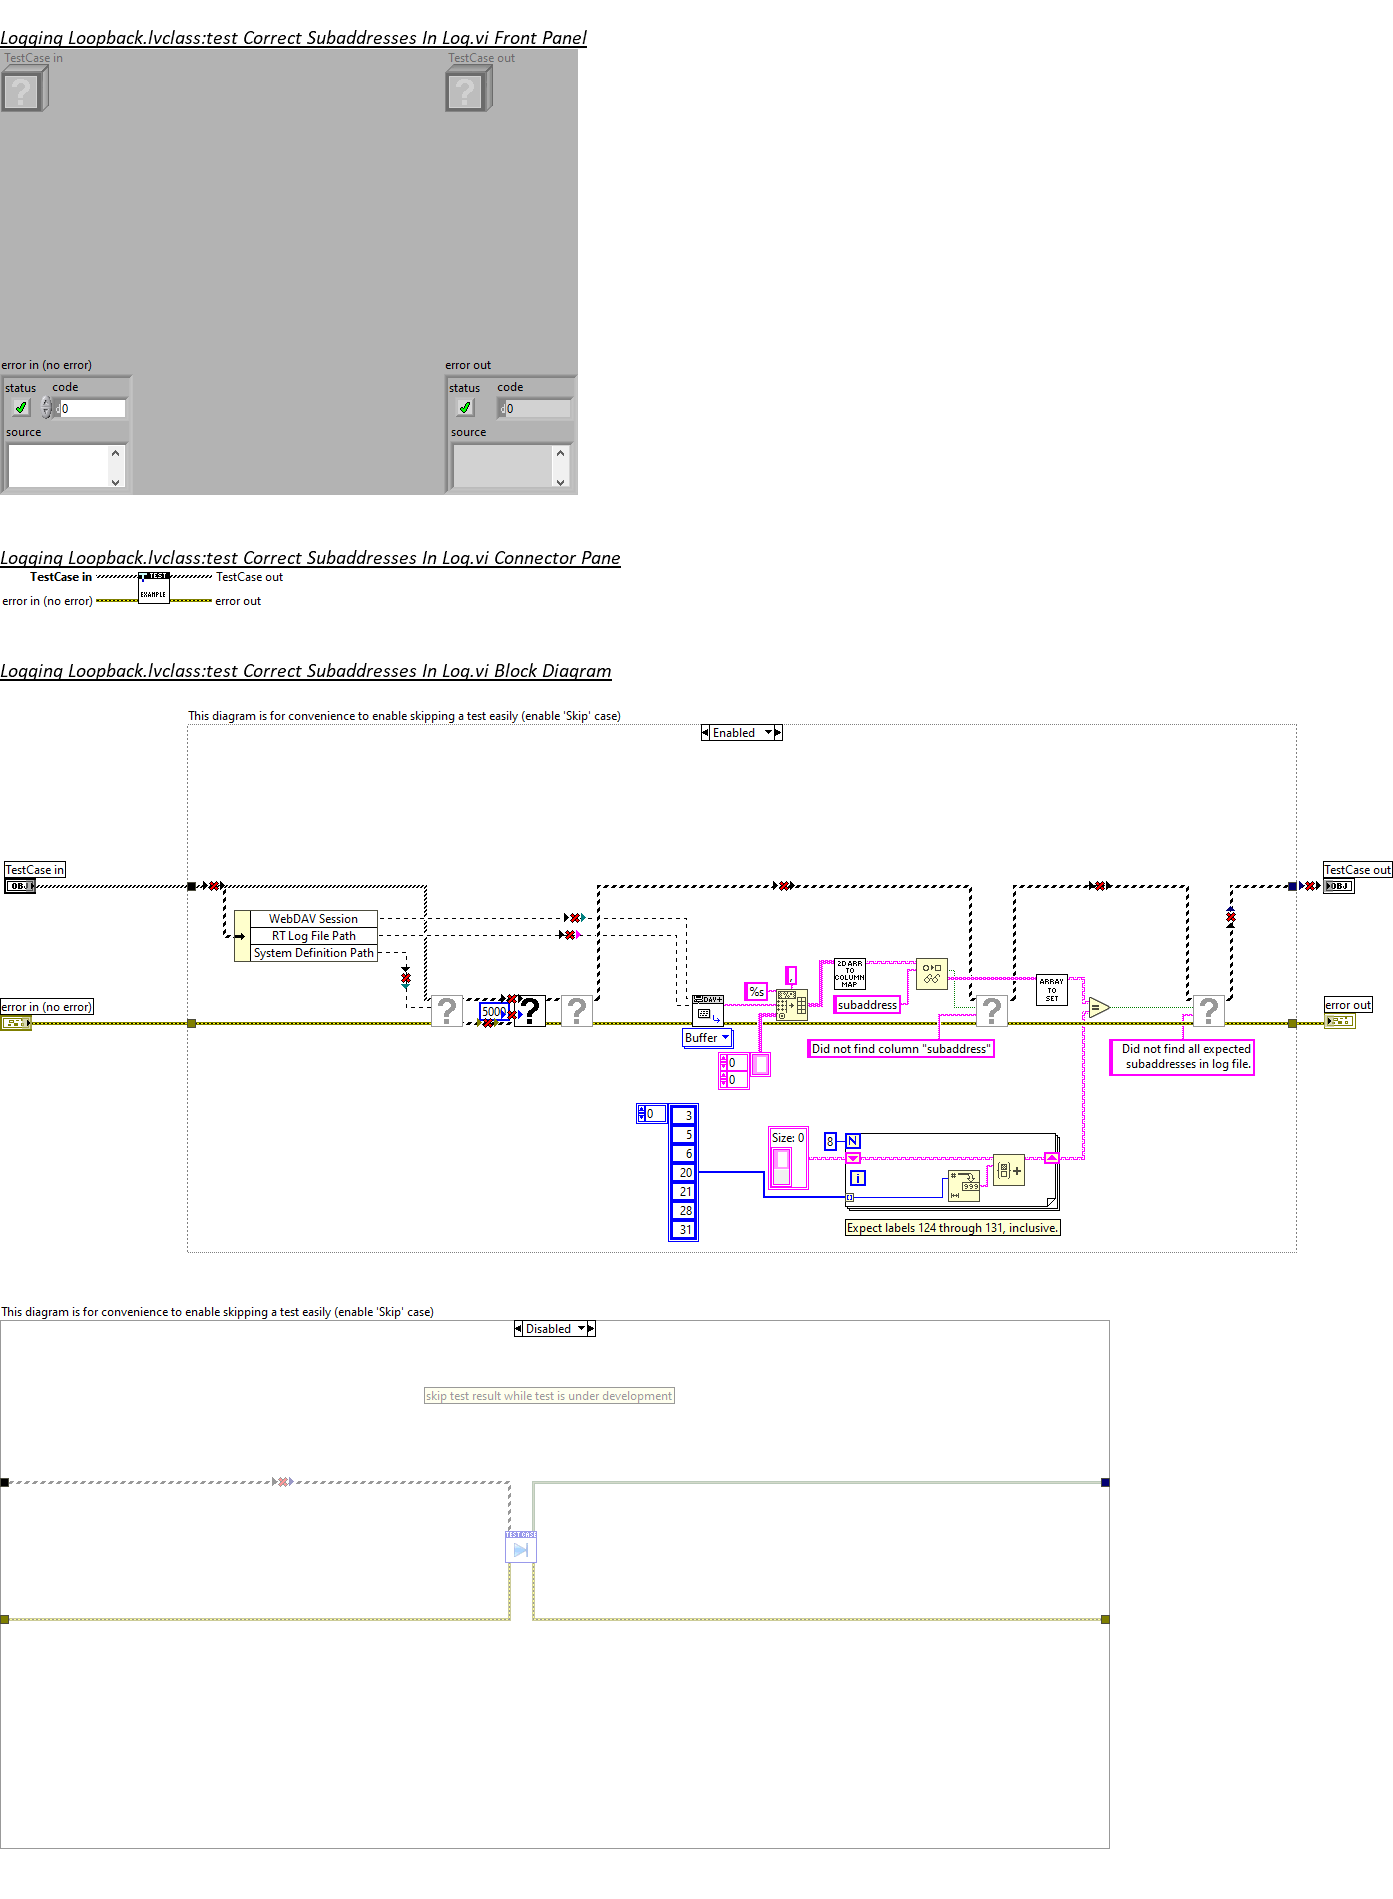 Logging Loopback.lvclass:test Correct Subaddresses In Log.vi Front Panel
TestCase in
TestCase out
error in (no error)
error out
status code
0
source
status code
0
source
Logging Loopback.lvclass:test Correct Subaddresses In Log.vi Connector Pane
TestCase in
TestCase out
TEST
EXAMPLE
error in (no error)
error out
Logging Loopback.lvclass:test Correct Subaddresses In Log.vi Block Diagram
This diagram is for convenience to enable skipping a test easily (enable 'Skip' case)
Enabled
TestCase in
OBJ
TestCase out
OBJ
WebDAV Session
RT Log File Path
System Definition Path
error in (no error)
error out
5000
?
?
?
DAV+
Buffer
%s
,
0
0
2D ARR
TO
COLUMN
MAP
subaddress
?
ARRAY
TO
SET
=
?
Did not find column "subaddress"
Did not find all expected
subaddresses in log file.
0
3
5
6
20
21
28
31
Size: 0
8
N
i
#
999
+
Expect labels 124 through 131, inclusive.
This diagram is for convenience to enable skipping a test easily (enable 'Skip' case)
Disabled
skip test result while test is under development
TEST CASE